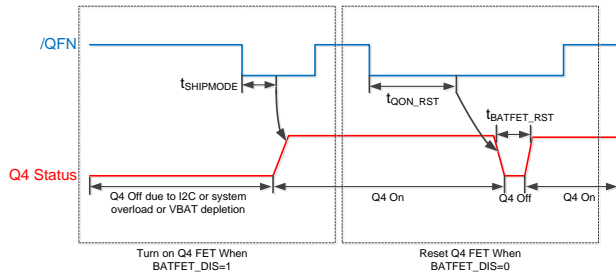 /QFN
tSHIPMODE
tQON_RST
tBATFET_RST
Q4 Status
Q4 Off due to I2C or system
overload or VBAT depletion
Q4 On
Q4 Off
Q4 On
Turn on Q4 FET When
BATFET_DIS=1
Reset Q4 FET When
BATFET_DIS=0